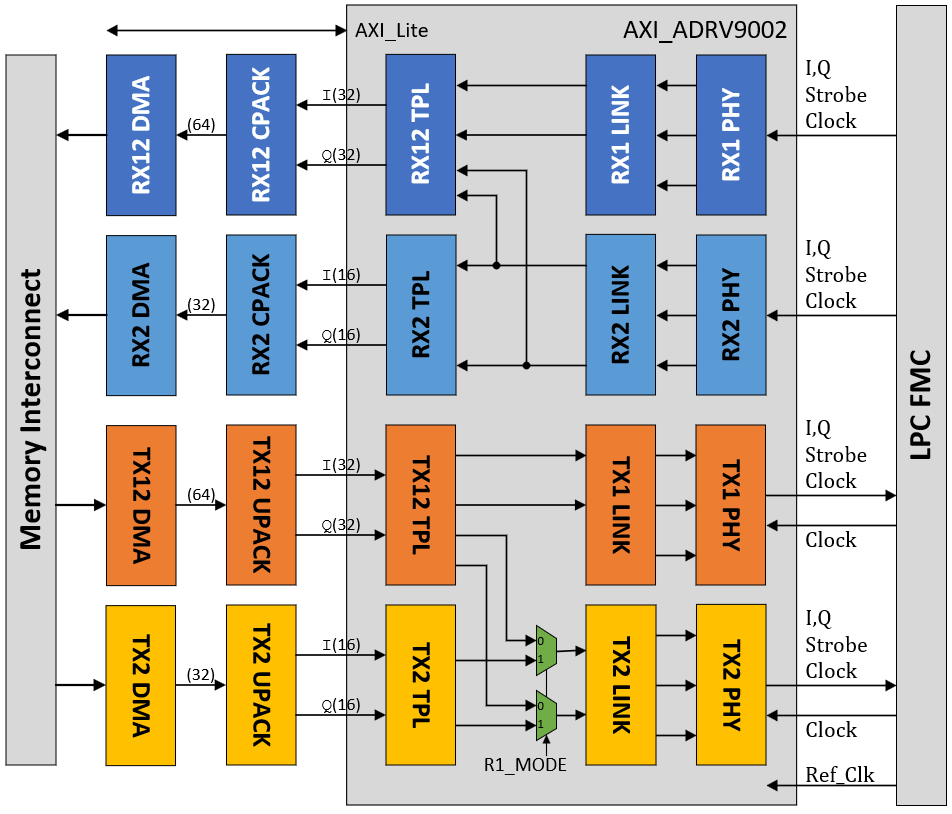 AXI_Lite
AXI_ADRV9002
Memory Interconnect
RX12 DMA
(64)
RX12 CPACK
I(32)
Q(32)
RX12 TPL
RX1 LINK
RX1 PHY
I,Q
Strobe
Clock
RX2 DMA
(32)
RX2 CPACK
I(16)
Q(16)
RX2 TPL
RX2 LINK
RX2 PHY
I,Q
Strobe
Clock
LPC FMC
TX12 DMA
(64)
TX12 UPACK
I(32)
Q(32)
TX12 TPL
TX1 LINK
TX1 PHY
I,Q
Strobe
Clock
Clock
TX2 DMA
(32)
TX2 UPACK
I(16)
Q(16)
TX2 TPL
0
1
0
1
R1_MODE
TX2 LINK
TX2 PHY
I,Q
Strobe
Clock
Clock
Ref_Clk